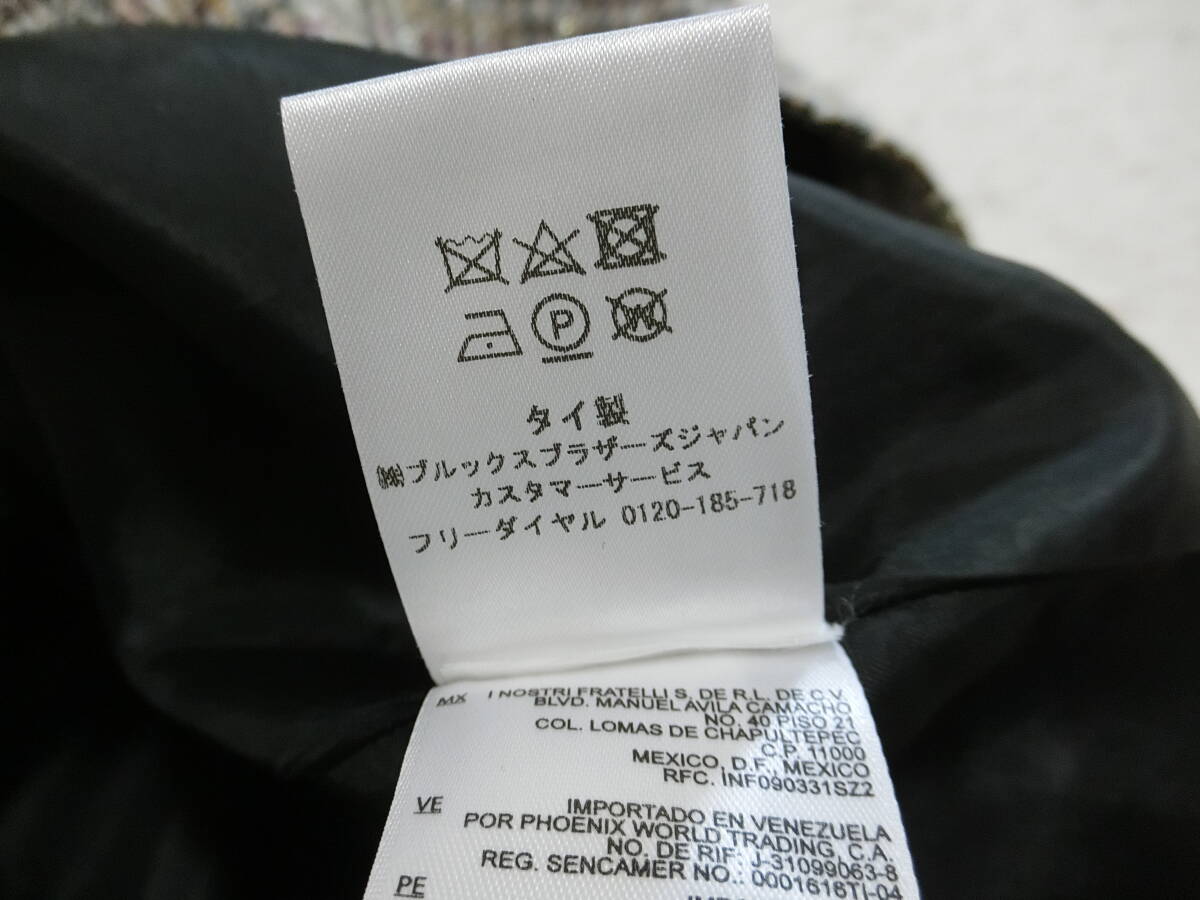 P
W
タイ製
㈱ブルックスブラザーズジャパン
カスタマーサービス
フリーダイヤル 0120-185-718
MX I NOSTRI FRATELLI S. DE R.L. DE C.V.
BLVD. MANUEL AVILA CAMACHO
NO. 40 PISO 21
COL. LOMAS DE CHAPULTEPEC
C.P. 11000
MEXICO, D.F. MEXICO
RFC. INF090331SZ2
VE IMPORTADO EN VENEZUELA
POR PHOENIX WORLD TRADING, C.A.
NO. DE RIF: J-31099063-8
REG. SENCAMER NO.: 0001616TI-04
PE